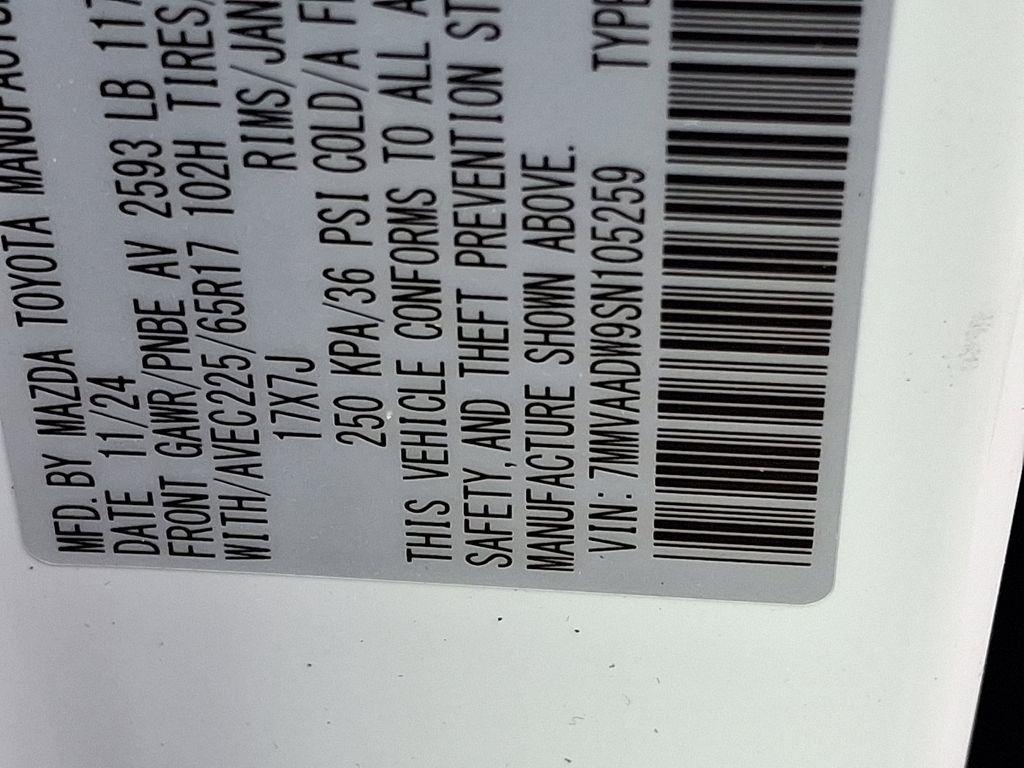 MFD. BY MAZDA TOYOTA MANUFACTUR
DATE 11/24
FRONT GAWR/PNBE AV 2593 LB 117
WITH/AVEC225/65R17 102H TIRES/
RIMS/JAN
17X7J
250 KPA/36 PSI COLD/A F
THIS VEHICLE CONFORMS TO ALL A
SAFETY, AND THEFT PREVENTION ST
MANUFACTURE SHOWN ABOVE.
VIN: 7MMVAADW9SN105259 TYPE